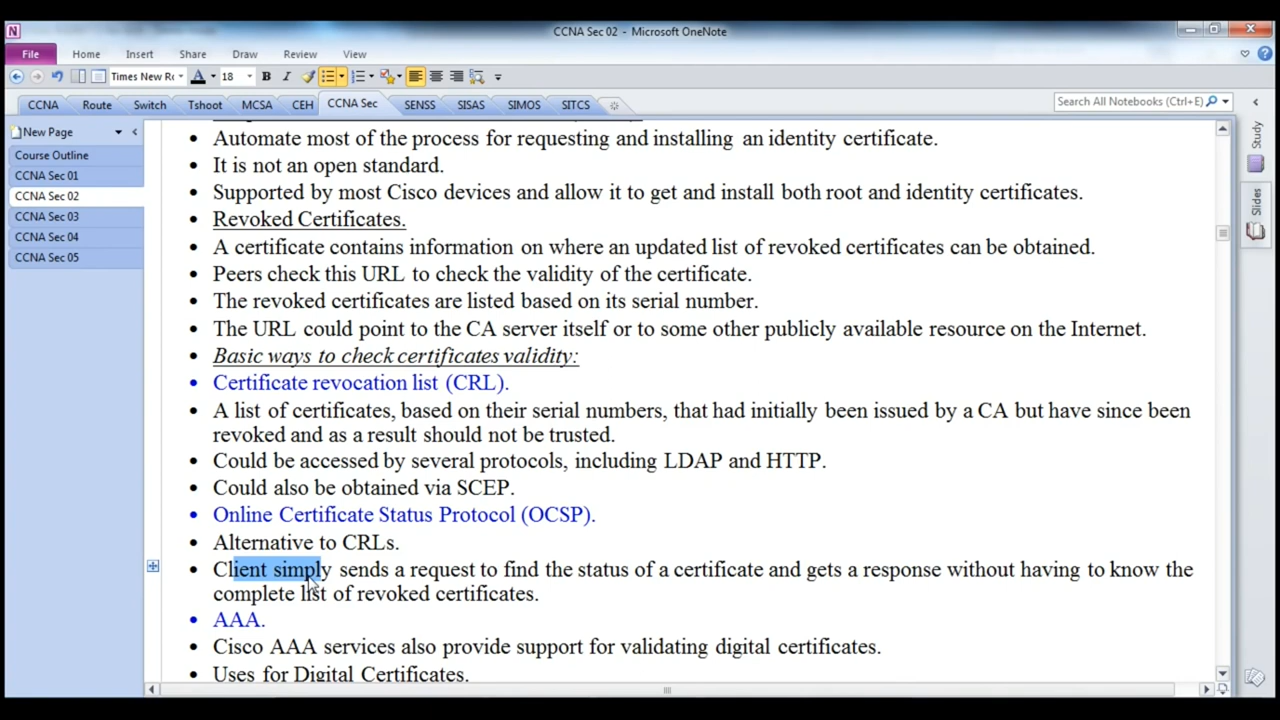 CCNA Sec 02 - Microsoft OneNote
File Home Insert Share Draw Review View
Times New Rc 18 B I
CCNA Route Switch Tshoot MCSA CEH CCNA Sec SENSS SISAS SIMOS SITCS Search All Notebooks (Ctrl+E)
New Page
Course Outline
CCNA Sec 01
CCNA Sec 02
CCNA Sec 03
CCNA Sec 04
CCNA Sec 05
• Automate most of the process for requesting and installing an identity certificate.
• It is not an open standard.
• Supported by most Cisco devices and allow it to get and install both root and identity certificates.
• Revoked Certificates.
• A certificate contains information on where an updated list of revoked certificates can be obtained.
• Peers check this URL to check the validity of the certificate.
• The revoked certificates are listed based on its serial number.
• The URL could point to the CA server itself or to some other publicly available resource on the Internet.
• Basic ways to check certificates validity:
• Certificate revocation list (CRL).
• A list of certificates, based on their serial numbers, that had initially been issued by a CA but have since been
revoked and as a result should not be trusted.
• Could be accessed by several protocols, including LDAP and HTTP.
• Could also be obtained via SCEP.
• Online Certificate Status Protocol (OCSP).
• Alternative to CRLs.
• Client simply sends a request to find the status of a certificate and gets a response without having to know the
complete list of revoked certificates.
• AAA.
• Cisco AAA services also provide support for validating digital certificates.
• Uses for Digital Certificates.
Study
Slides